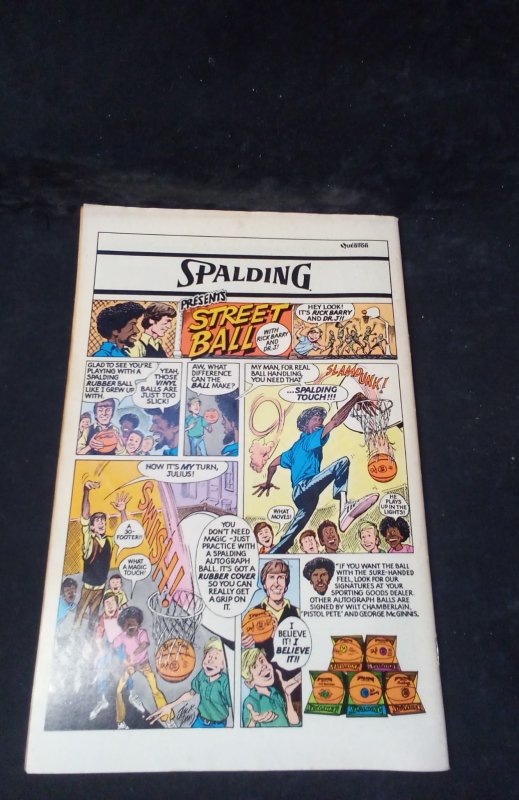 Questor
SPALDING
PRESENTS
STREET
BALL
WITH
RICK BARRY
AND
DR. J!
HEY LOOK!
IT'S RICK BARRY
AND DR. J!!
GLAD TO SEE YOU'RE
PLAYING WITH A
SPALDING
RUBBER BALL
LIKE I GREW UP
WITH.
YEAH,
THOSE
VINYL
BALLS ARE
JUST TOO
SLICK!
AW, WHAT
DIFFERENCE
CAN THE
BALL MAKE?
MY MAN, FOR REAL
BALL HANDLING,
YOU NEED THAT
...SPALDING
TOUCH!!!
SLAMDUNK!
WHAT
MOVES!
HE
PLAYS
UP IN THE
LIGHTS!
NOW IT'S MY TURN,
JULIUS!
A
30-
FOOTER!!
WHAT
A MAGIC
TOUCH!
SWISH!!
YOU
DON'T NEED
MAGIC -JUST
PRACTICE WITH
A SPALDING
AUTOGRAPH
BALL. IT'S GOT A
RUBBER COVER SO
YOU CAN REALLY
GET A GRIP ON
IT.
I
BELIEVE
IT! I
BELIEVE
IT!!
"IF YOU WANT THE BALL
WITH THE SURE-HANDED
FEEL, LOOK FOR OUR
SIGNATURES AT YOUR
SPORTING GOODS DEALER.
OTHER AUTOGRAPH BALLS ARE
SIGNED BY WILT CHAMBERLAIN,
"PISTOL PETE" AND GEORGE McGINNIS.
SPALDING
SPALDING
SPALDING
SPALDING
SPALDING